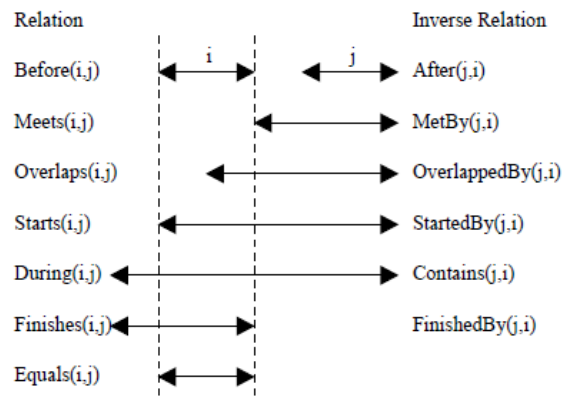 Relation Inverse Relation
Before(i,j) i j After(j,i)
Meets(i,j) MetBy(j,i)
Overlaps(i,j) OverlappedBy(j,i)
Starts(i,j) StartedBy(j,i)
During(i,j) Contains(j,i)
Finishes(i,j) FinishedBy(j,i)
Equals(i,j)